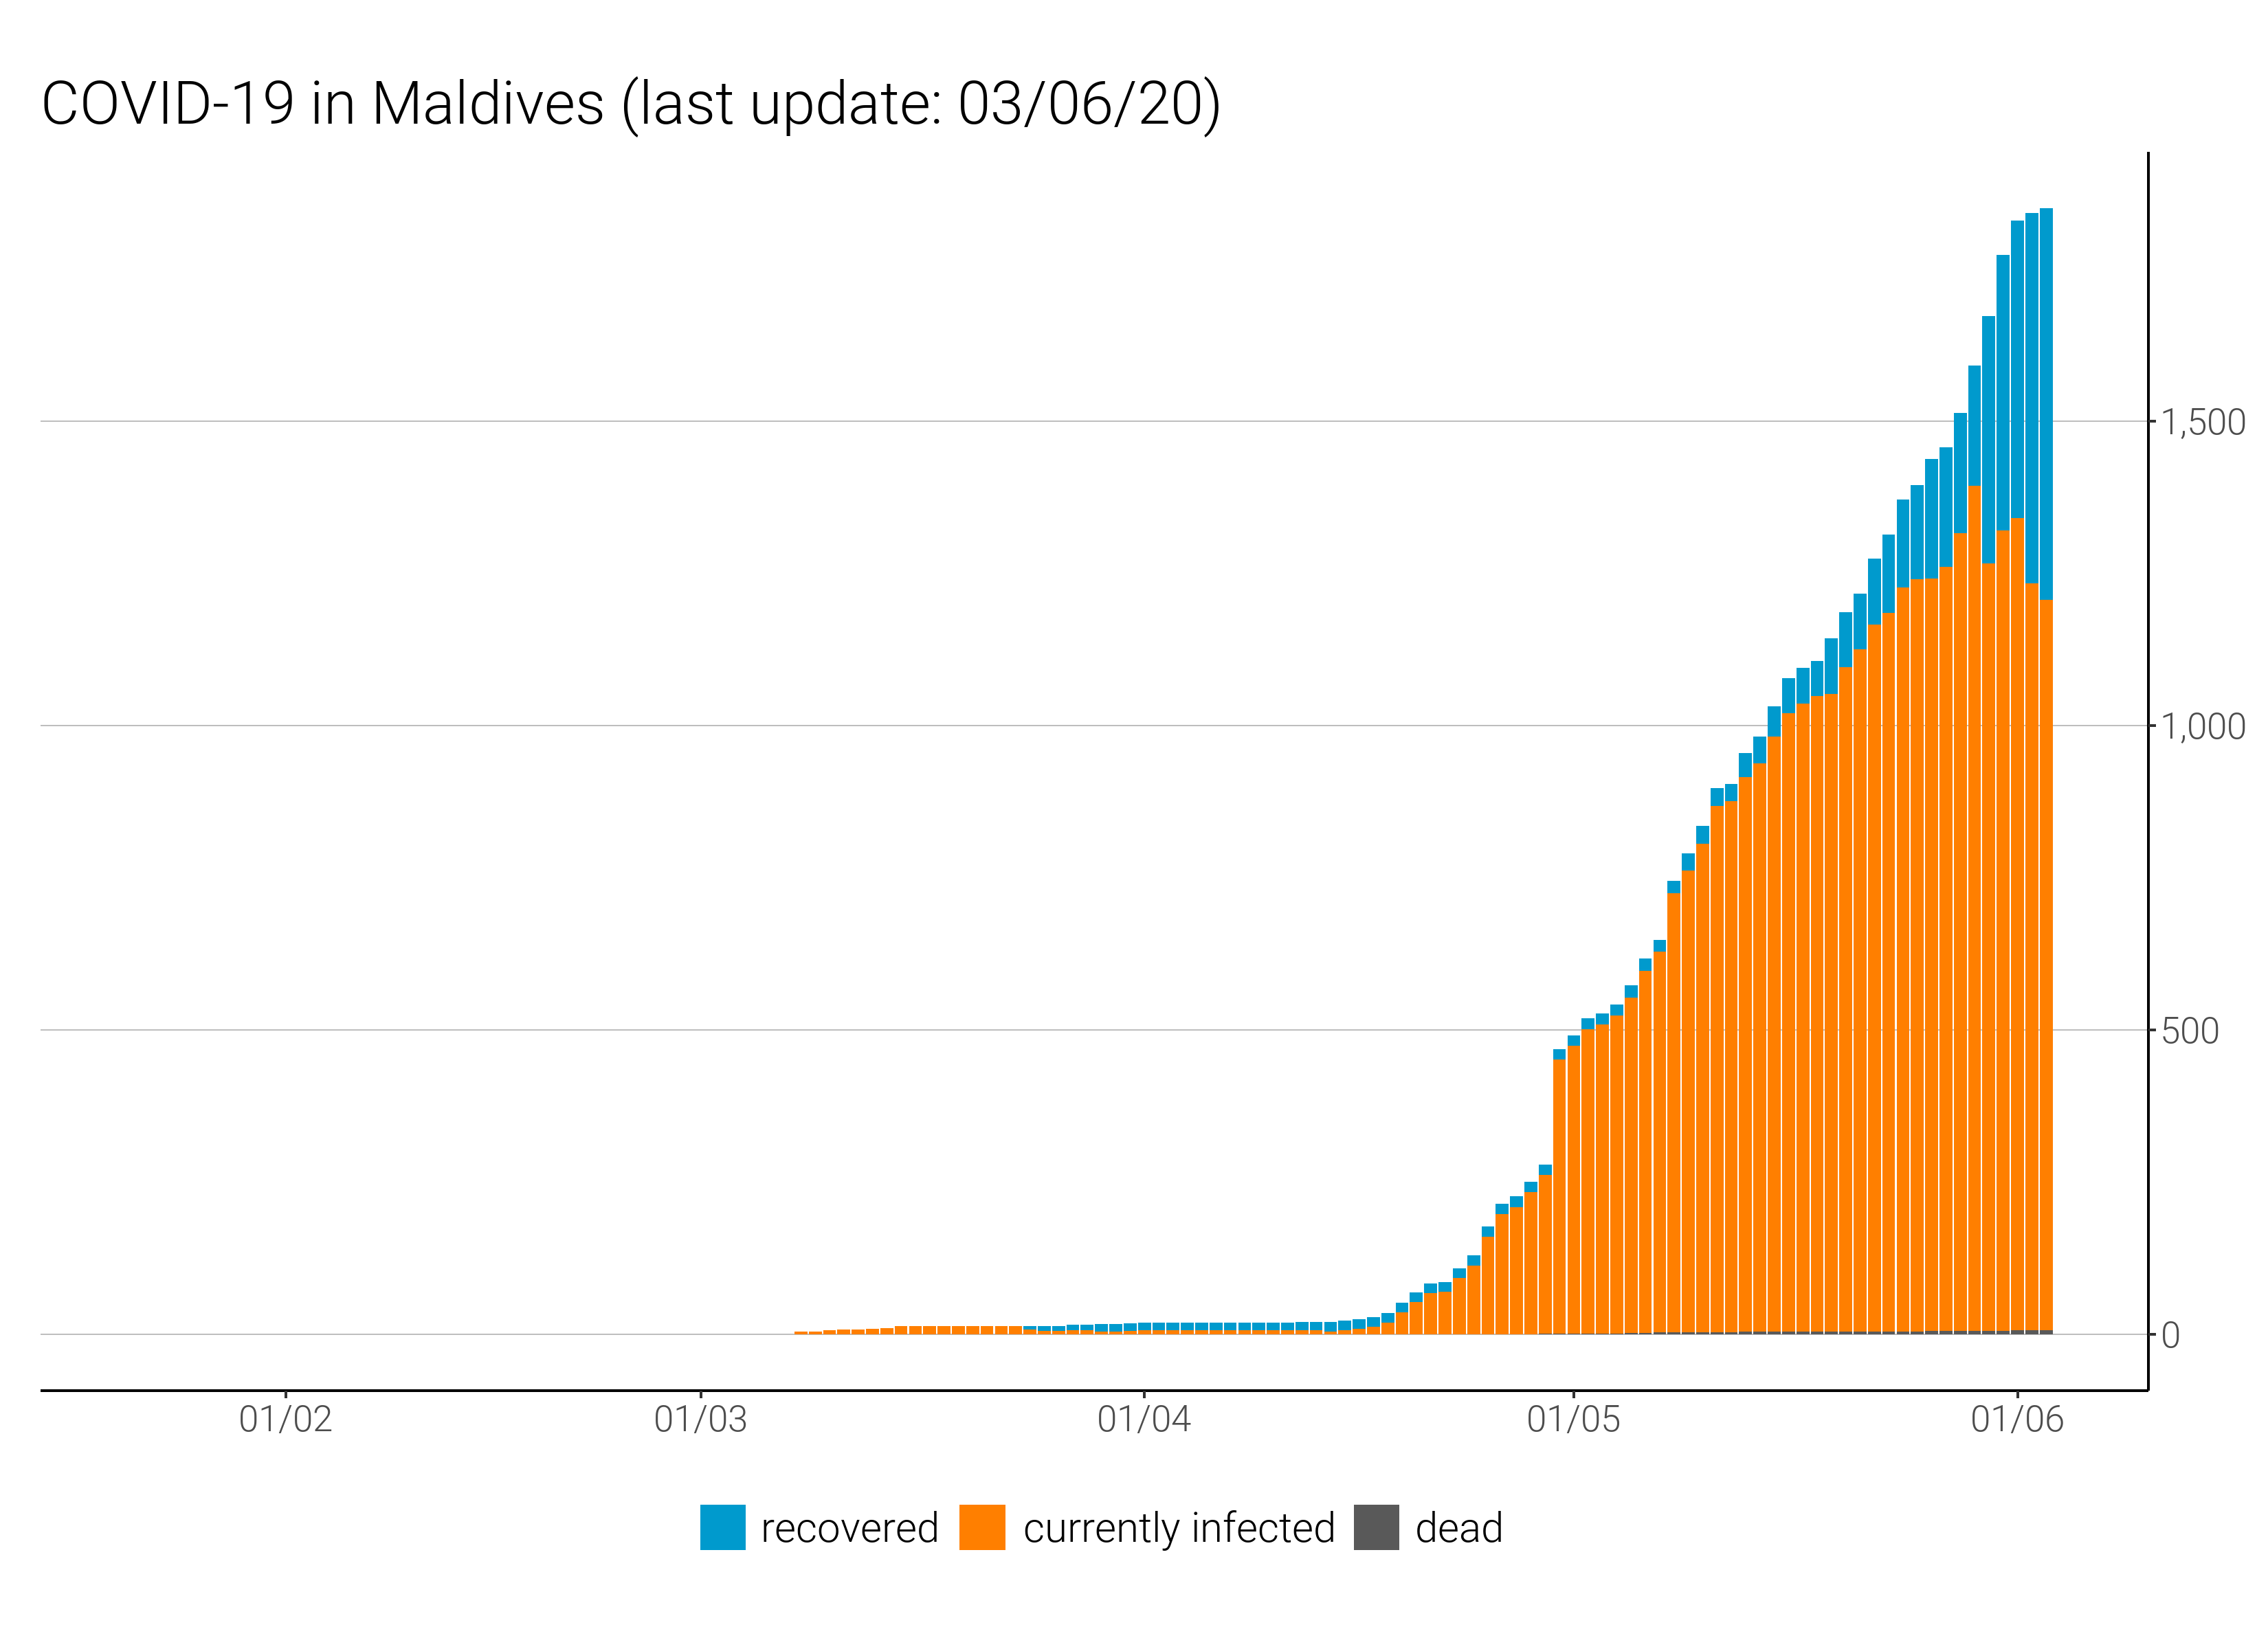 COVID-19 in Maldives (last update: 03/06/20)
1,500
1,000
500
0
01/02 01/03 01/04 01/05 01/06
recovered currently infected dead